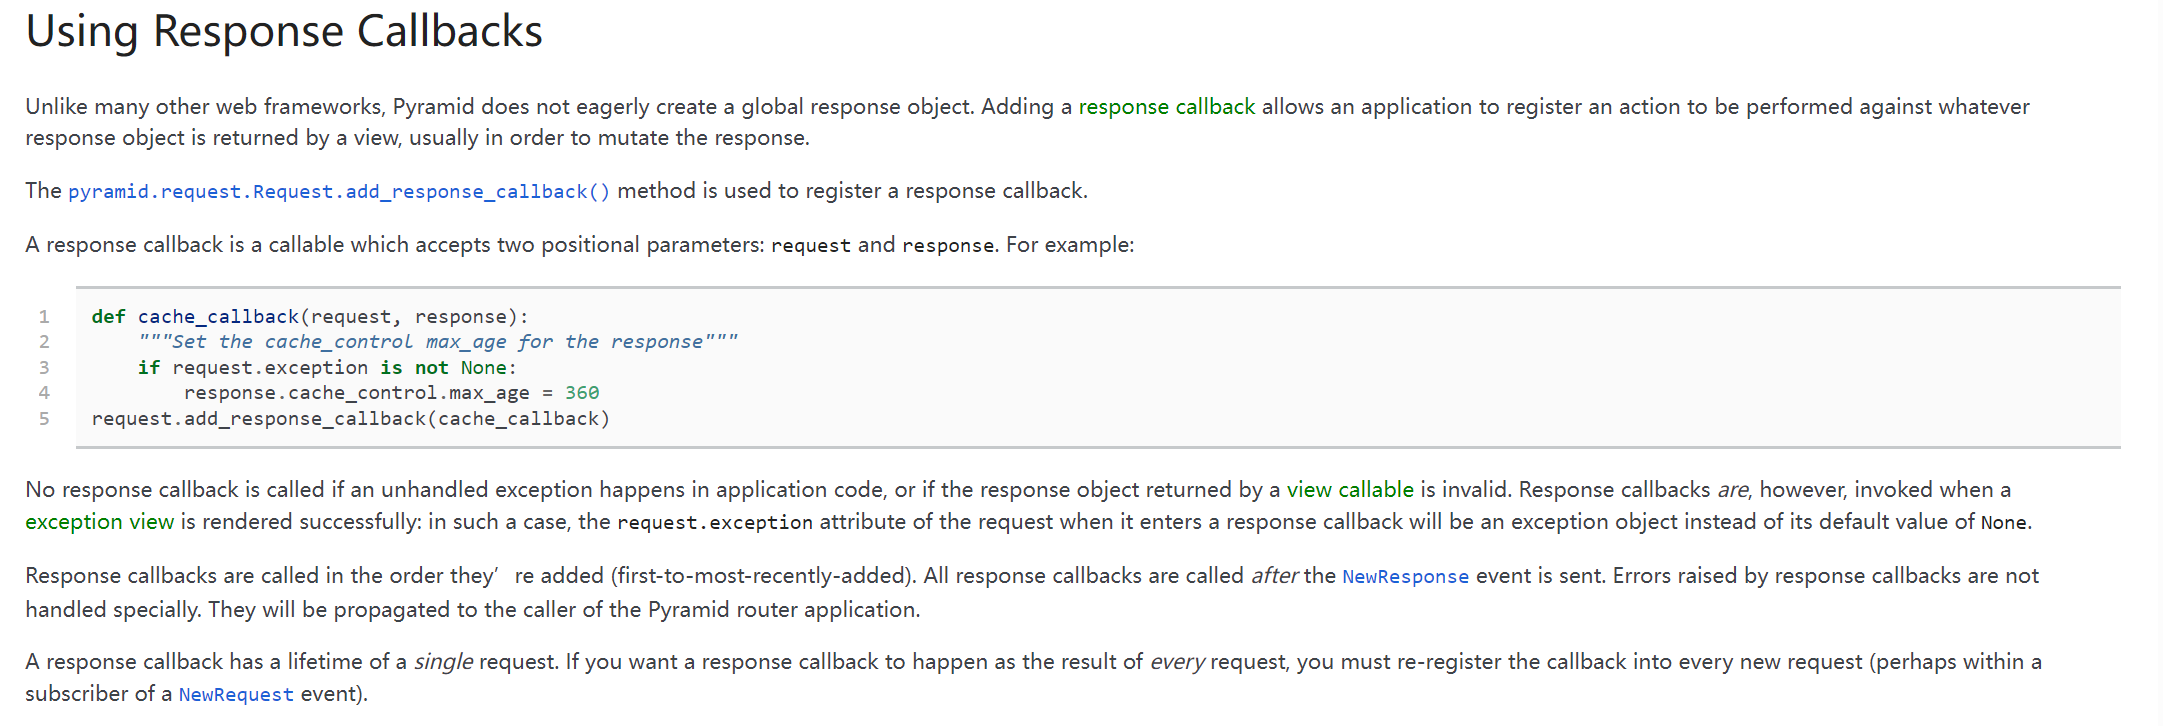 Using Response Callbacks
Unlike many other web frameworks, Pyramid does not eagerly create a global response object. Adding a response callback allows an application to register an action to be performed against whatever
response object is returned by a view, usually in order to mutate the response.
The pyramid.request.Request.add_response_callback() method is used to register a response callback.
A response callback is a callable which accepts two positional parameters: request and response. For example:
1 def cache_callback(request, response):
2     """Set the cache_control max_age for the response"""
3     if request.exception is not None:
4         response.cache_control.max_age = 360
5 request.add_response_callback(cache_callback)
No response callback is called if an unhandled exception happens in application code, or if the response object returned by a view callable is invalid. Response callbacks are, however, invoked when a
exception view is rendered successfully: in such a case, the request.exception attribute of the request when it enters a response callback will be an exception object instead of its default value of None.
Response callbacks are called in the order they’re added (first-to-most-recently-added). All response callbacks are called after the NewResponse event is sent. Errors raised by response callbacks are not
handled specially. They will be propagated to the caller of the Pyramid router application.
A response callback has a lifetime of a single request. If you want a response callback to happen as the result of every request, you must re-register the callback into every new request (perhaps within a
subscriber of a NewRequest event).